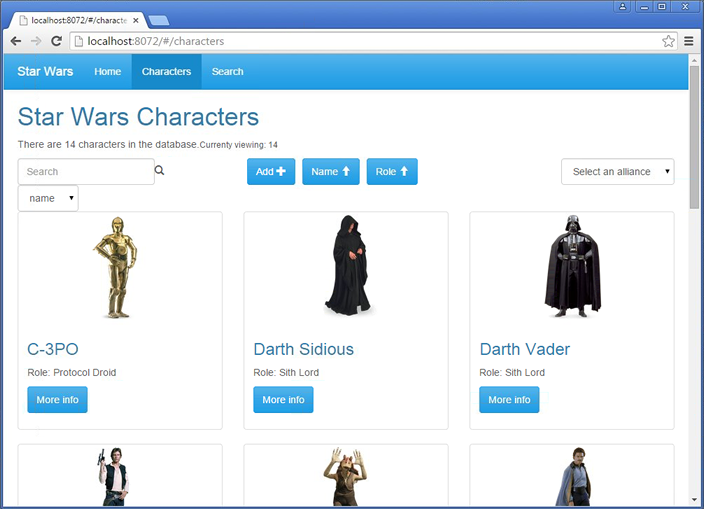 localhost:8072/#/characte
localhost:8072/#/characters
Star Wars Home Characters Search
Star Wars Characters
There are 14 characters in the database.Currenty viewing: 14
Search Add Name Role Select an alliance
name
C-3PO Darth Sidious Darth Vader
Role: Protocol Droid Role: Sith Lord Role: Sith Lord
More info More info More info